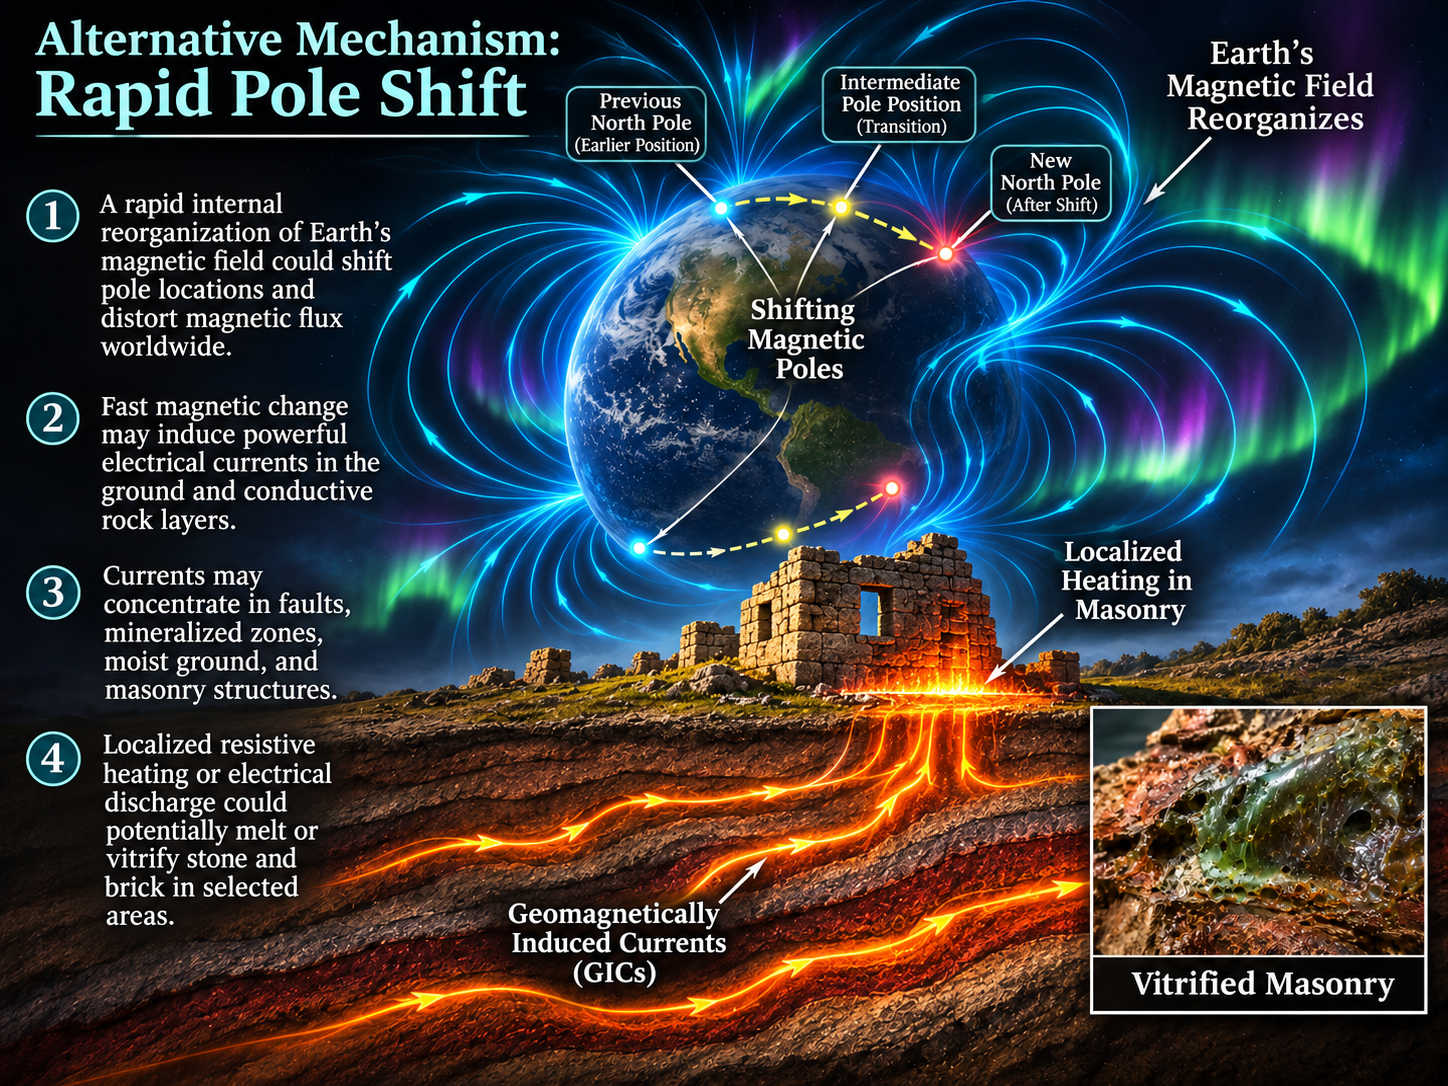 Alternative Mechanism:
Rapid Pole Shift
Previous
North Pole
(Earlier Position)
Intermediate
Pole Position
(Transition)
New
North Pole
(After Shift)
Earth's
Magnetic Field
Reorganizes
1
A rapid internal
reorganization of Earth's
magnetic field could shift
pole locations and
distort magnetic flux
worldwide.
Shifting
Magnetic
Poles
2
Fast magnetic change
may induce powerful
electrical currents in the
ground and conductive
rock layers.
3
Currents may
concentrate in faults,
mineralized zones,
moist ground, and
masonry structures.
Localized
Heating in
Masonry
4
Localized resistive
heating or electrical
discharge could
potentially melt or
vitrify stone and
brick in selected
areas.
Geomagnetically
Induced Currents
(GICs)
Vitrified Masonry